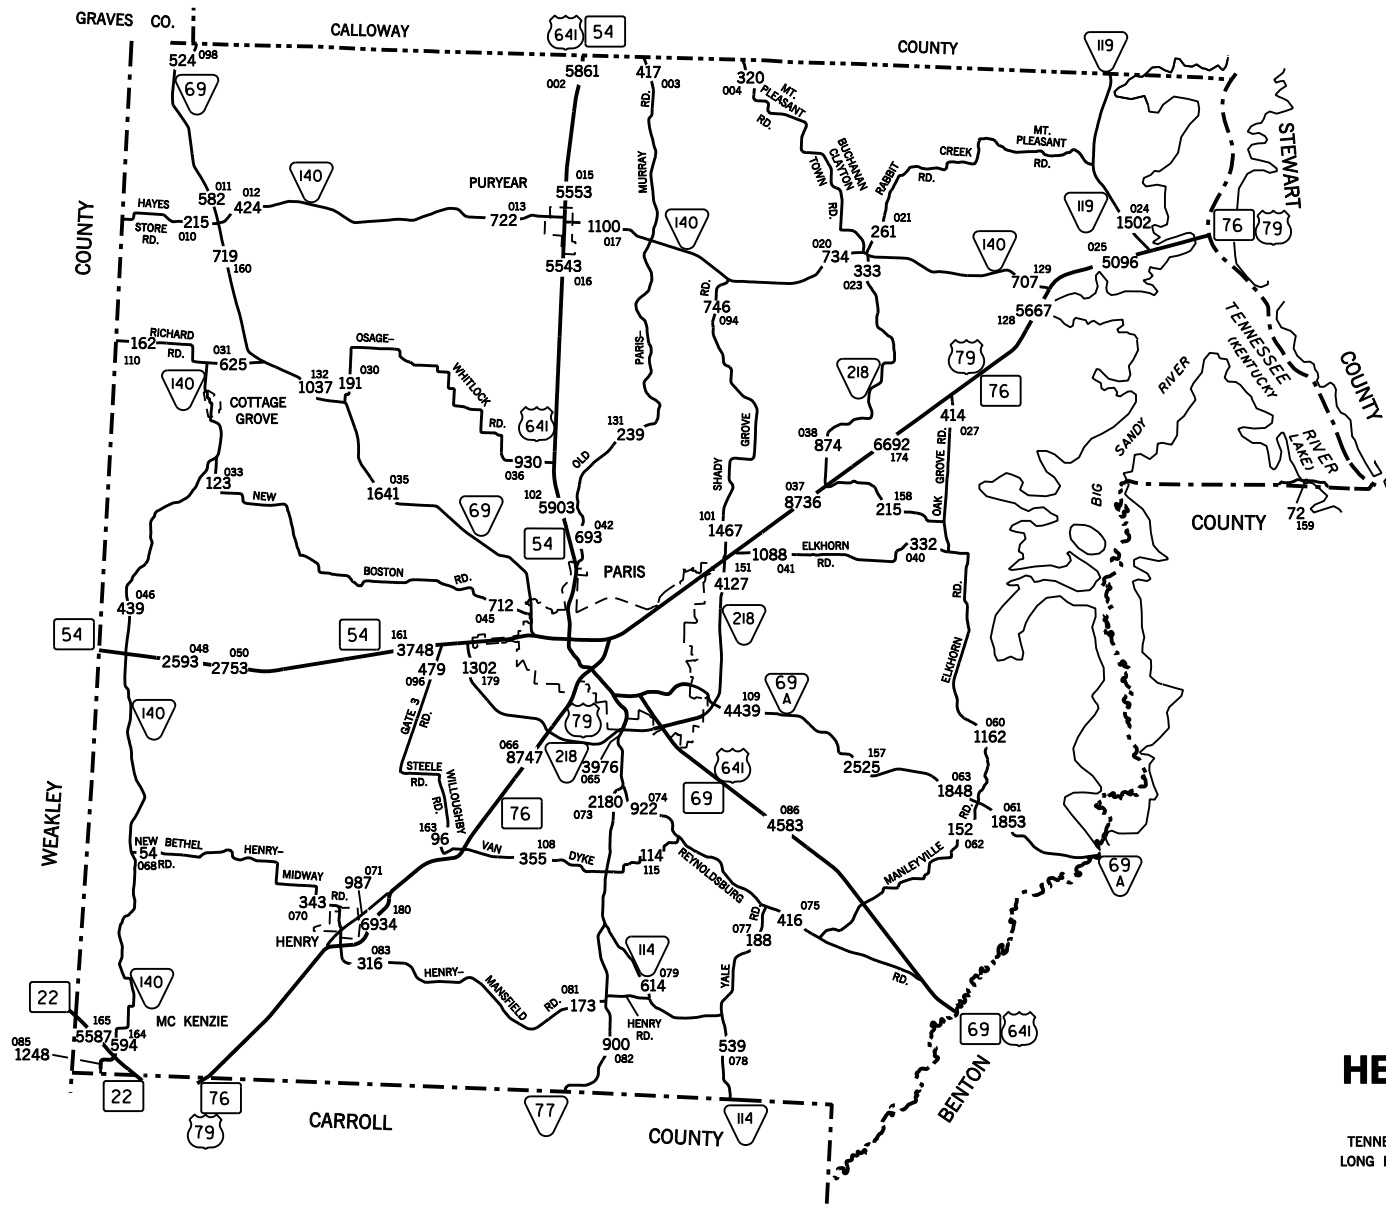 GRAVES CO.
CALLOWAY
641
54
COUNTY
119
098
524
69
5861
002
417
003
RD.
320
004
MT.
PLEASANT
RD.
STEWART
MT.
PLEASANT
RD.
CREEK
RABBIT
RD.
BUCHANAN
CLAYTON
TOWN
RD.
MURRAY
140
PURYEAR
015
5553
011
582
012
424
HAYES
STORE
RD.
215
010
013
722
1100
017
140
119
024
1502
76
79
021
261
COUNTY
719
160
5543
016
020
734
333
023
140
129
707
025
5096
5667
128
RD.
746
094
TENNESSEE
(KENTUCKY
RIVER
LAKE)
COUNTY
162
110
RICHARD
RD.
031
625
140
COTTAGE
GROVE
132
1037
191
030
OSAGE-
WHITLOCK
RD.
PARIS-
79
76
218
BIG
SANDY
RIVER
641
414
027
131
239
OLD
GROVE
SHADY
038
874
6692
174
930
036
OAK GROVE RD.
033
123
NEW
035
1641
102
5903
69
037
8736
158
215
COUNTY
72
159
54
042
693
101
1467
PARIS
151
4127
1088
041
ELKHORN
RD.
332
040
BOSTON
RD.
712
045
RD.
046
439
218
54
54
161
3748
048
2593
050
2753
479
096
1302
179
ELKHORN
69
A
109
4439
140
GATE 3
RD.
79
066
8747
218
3976
065
060
1162
157
2525
641
69
STEELE
RD.
WILLOUGHBY
RD.
063
1848
061
1853
WEAKLEY
76
2180
073
922
074
086
4583
RD.
152
062
163
96
NEW BETHEL
54
068
RD.
HENRY-
VAN
108
355
DYKE
114
115
REYNOLDSBURG
RD.
MANLEYVILLE
69
A
MIDWAY
RD.
071
987
343
070
180
6934
HENRY
075
416
077
188
083
316
HENRY-
MANSFIELD
RD.
114
079
614
YALE
RD.
140
22
081
173
HENRY
RD.
MC KENZIE
165
5587
164
594
085
1248
900
082
539
078
69
641
22
76
79
CARROLL
77
COUNTY
114
BENTON
HE
TENNE
LONG